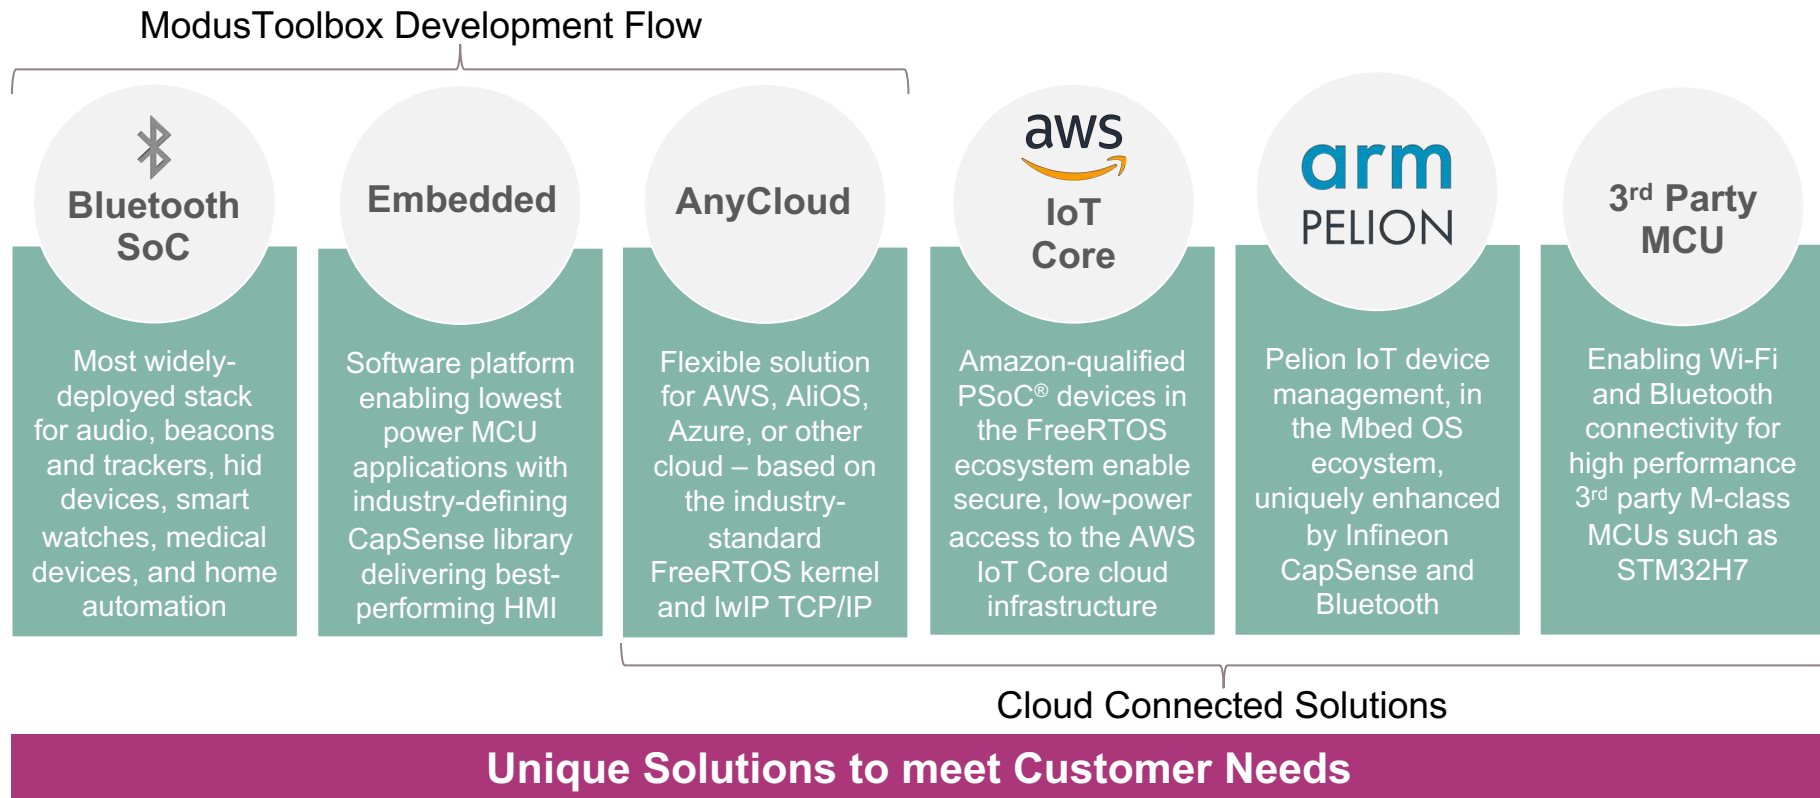 ModusToolbox Development Flow
Bluetooth
SoC
Most widely-
deployed stack
for audio, beacons
and trackers, hid
devices, smart
watches, medical
devices, and home
automation
Embedded
Software platform
enabling lowest
power MCU
applications with
industry-defining
CapSense library
delivering best-
performing HMI
AnyCloud
Flexible solution
for AWS, AliOS,
Azure, or other
cloud – based on
the industry-
standard
FreeRTOS kernel
and lwIP TCP/IP
aws
IoT
Core
Amazon-qualified
PSoC® devices in
the FreeRTOS
ecosystem enable
secure, low-power
access to the AWS
IoT Core cloud
infrastructure
arm
PELION
Pelion IoT device
management, in
the Mbed OS
ecoystem,
uniquely enhanced
by Infineon
CapSense and
Bluetooth
3rd Party
MCU
Enabling Wi-Fi
and Bluetooth
connectivity for
high performance
3rd party M-class
MCUs such as
STM32H7
Cloud Connected Solutions
Unique Solutions to meet Customer Needs